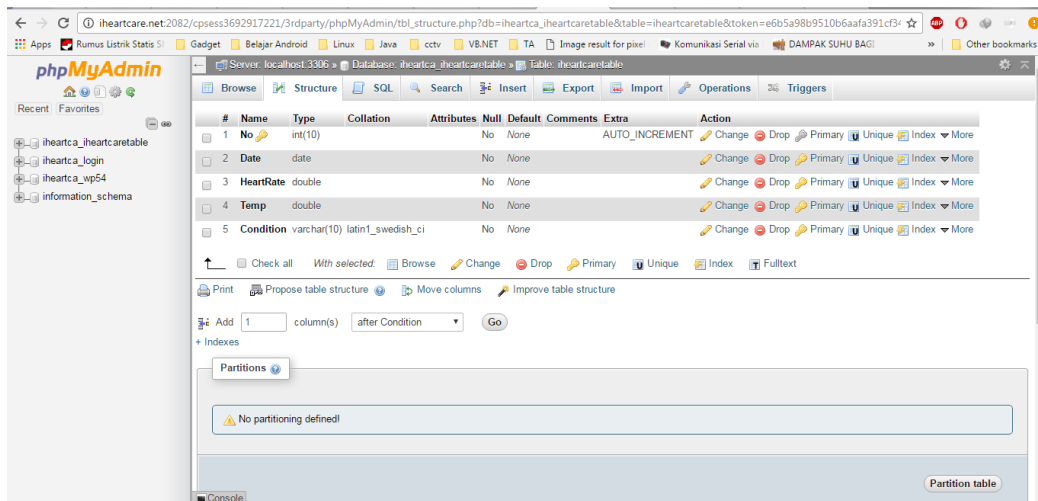 iheartcare.net:2082/cpsess3692917221/3rdparty/phpMyAdmin/tbl_structure.php?db=iheartca_iheartcaretable&table=iheartcaretable&token=e6b5a98b9510b6aafa391cf34
Apps Rumus Listrik Statis SI Gadget Belajar Android Linux Java cctv VB.NET TA Image result for pixel Komunikasi Serial via DAMPAK SUHU BAGI » Other bookmarks
phpMyAdmin
Recent Favorites
iheartca_iheartcaretable
iheartca_login
iheartca_wp54
information_schema
Server: localhost:3306 » Database: iheartca_iheartcaretable » Table: iheartcaretable
Browse Structure SQL Search Insert Export Import Operations Triggers
# Name Type Collation Attributes Null Default Comments Extra Action
1 No int(10) No None AUTO_INCREMENT Change Drop Primary Unique Index More
2 Date date No None Change Drop Primary Unique Index More
3 HeartRate double No None Change Drop Primary Unique Index More
4 Temp double No None Change Drop Primary Unique Index More
5 Condition varchar(10) latin1_swedish_ci No None Change Drop Primary Unique Index More
Check all With selected: Browse Change Drop Primary Unique Index Fulltext
Print Propose table structure Move columns Improve table structure
Add 1 column(s) after Condition Go
+ Indexes
Partitions
No partitioning defined!
Partition table
Console